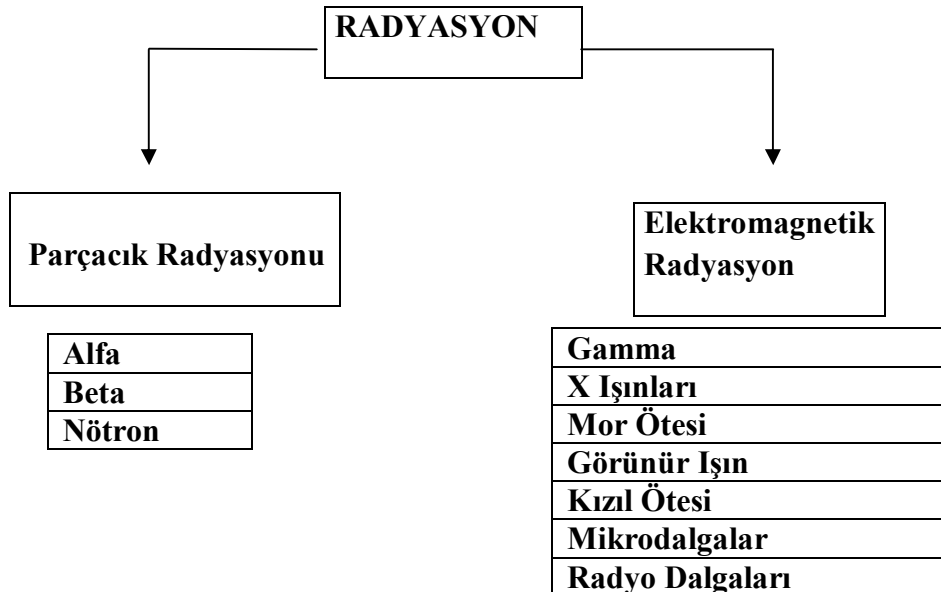 RADYASYON
Parçacık Radyasyonu
Alfa
Beta
Nötron
Elektromagnetik
Radyasyon
Gamma
X Işınları
Mor Ötesi
Görünür Işın
Kızıl Ötesi
Mikrodalgalar
Radyo Dalgaları